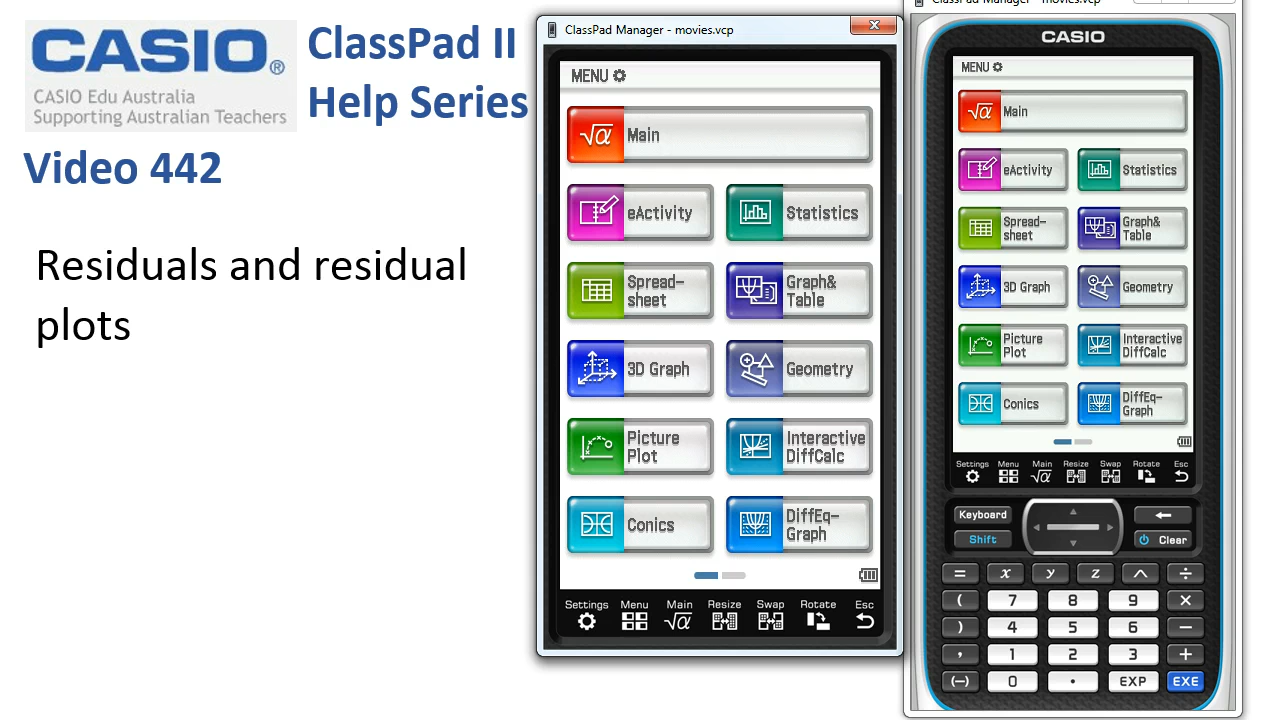 CASIO®
CASIO Edu Australia
Supporting Australian Teachers
ClassPad II
Help Series
Video 442
Residuals and residual
plots
ClassPad Manager - movies.vcp
MENU
Main
eActivity
Statistics
Spread-
sheet
Graph&
Table
3D Graph
Geometry
Picture
Plot
Interactive
DiffCalc
Conics
DiffEq-
Graph
Settings Menu Main Resize Swap Rotate Esc
ClassPad Manager - movies.vcp
CASIO
MENU
Main
eActivity
Statistics
Spread-
sheet
Graph&
Table
3D Graph
Geometry
Picture
Plot
Interactive
DiffCalc
Conics
DiffEq-
Graph
Settings Menu Main Resize Swap Rotate Esc
Keyboard
Shift
Clear
= x y z ^ ÷
( 7 8 9 ×
) 4 5 6 −
, 1 2 3 +
(−) 0 . EXP EXE